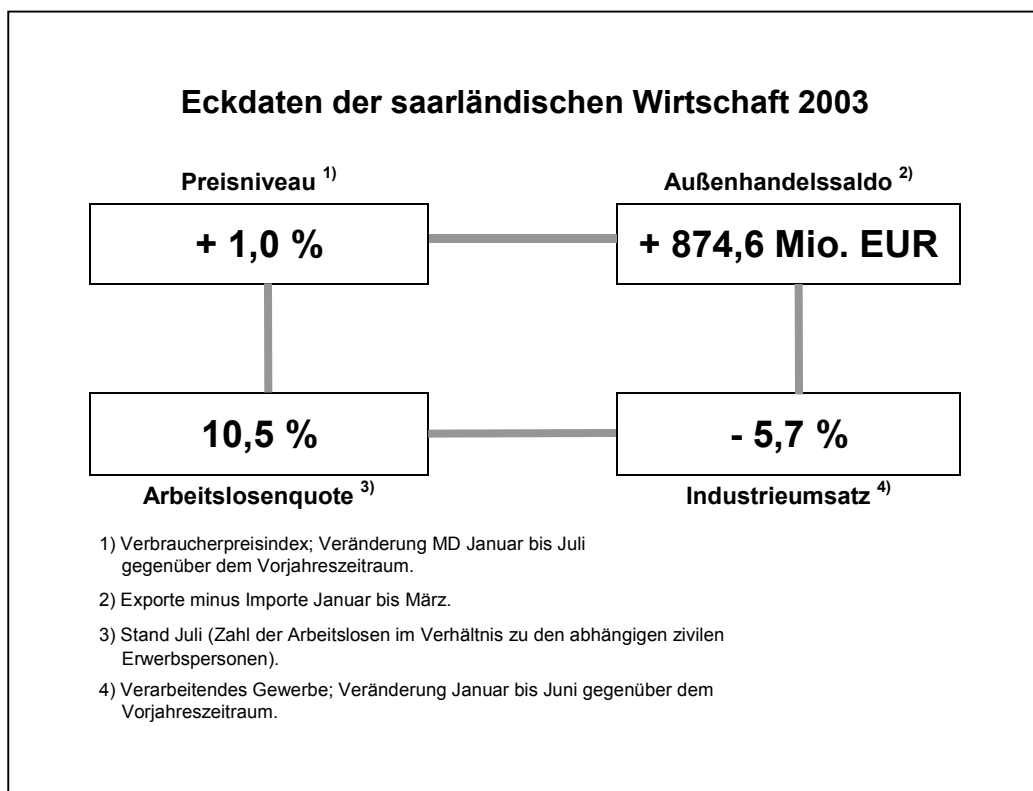 Eckdaten der saarländischen Wirtschaft 2003
Preisniveau 1)
Außenhandelssaldo 2)
+ 1,0 %
+ 874,6 Mio. EUR
10,5 %
- 5,7 %
Arbeitslosenquote 3)
Industrieumsatz 4)
1) Verbraucherpreisindex; Veränderung MD Januar bis Juli
gegenüber dem Vorjahreszeitraum.
2) Exporte minus Importe Januar bis März.
3) Stand Juli (Zahl der Arbeitslosen im Verhältnis zu den abhängigen zivilen
Erwerbspersonen).
4) Verarbeitendes Gewerbe; Veränderung Januar bis Juni gegenüber dem
Vorjahreszeitraum.